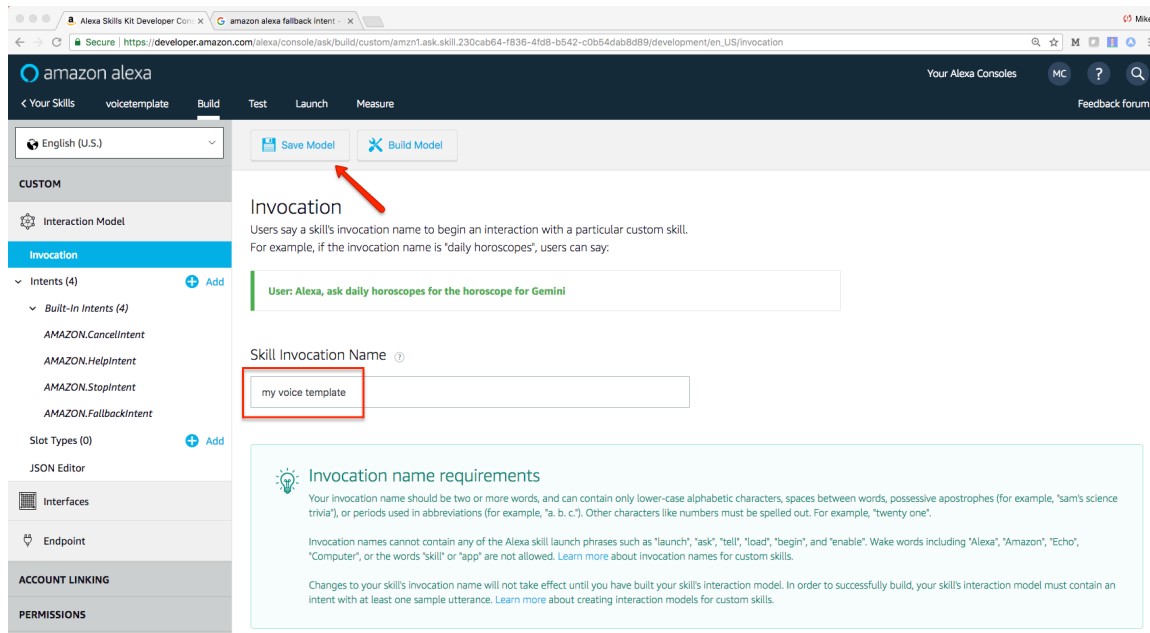 Alexa Skills Kit Developer Con
amazon alexa fallback intent -
Mike
Secure | https://developer.amazon.com/alexa/console/ask/build/custom/amzn1.ask.skill.230cab64-f836-4fd8-b542-c0b54dab8d89/development/en_US/invocation
amazon alexa
Your Alexa Consoles
MC
?
< Your Skills
voicetemplate
Build
Test
Launch
Measure
Feedback forum
English (U.S.)
Save Model
Build Model
CUSTOM
Interaction Model
Invocation
Intents (4)
Add
Built-In Intents (4)
AMAZON.CancelIntent
AMAZON.HelpIntent
AMAZON.StopIntent
AMAZON.FallbackIntent
Slot Types (0)
Add
JSON Editor
Interfaces
Endpoint
ACCOUNT LINKING
PERMISSIONS
Invocation
Users say a skill's invocation name to begin an interaction with a particular custom skill.
For example, if the invocation name is "daily horoscopes", users can say:
User: Alexa, ask daily horoscopes for the horoscope for Gemini
Skill Invocation Name ?
my voice template
Invocation name requirements
Your invocation name should be two or more words, and can contain only lower-case alphabetic characters, spaces between words, possessive apostrophes (for example, "sam's science
trivia"), or periods used in abbreviations (for example, "a. b. c."). Other characters like numbers must be spelled out. For example, "twenty one".
Invocation names cannot contain any of the Alexa skill launch phrases such as "launch", "ask", "tell", "load", "begin", and "enable". Wake words including "Alexa", "Amazon", "Echo",
"Computer", or the words "skill" or "app" are not allowed. Learn more about invocation names for custom skills.
Changes to your skill's invocation name will not take effect until you have built your skill's interaction model. In order to successfully build, your skill's interaction model must contain an
intent with at least one sample utterance. Learn more about creating interaction models for custom skills.